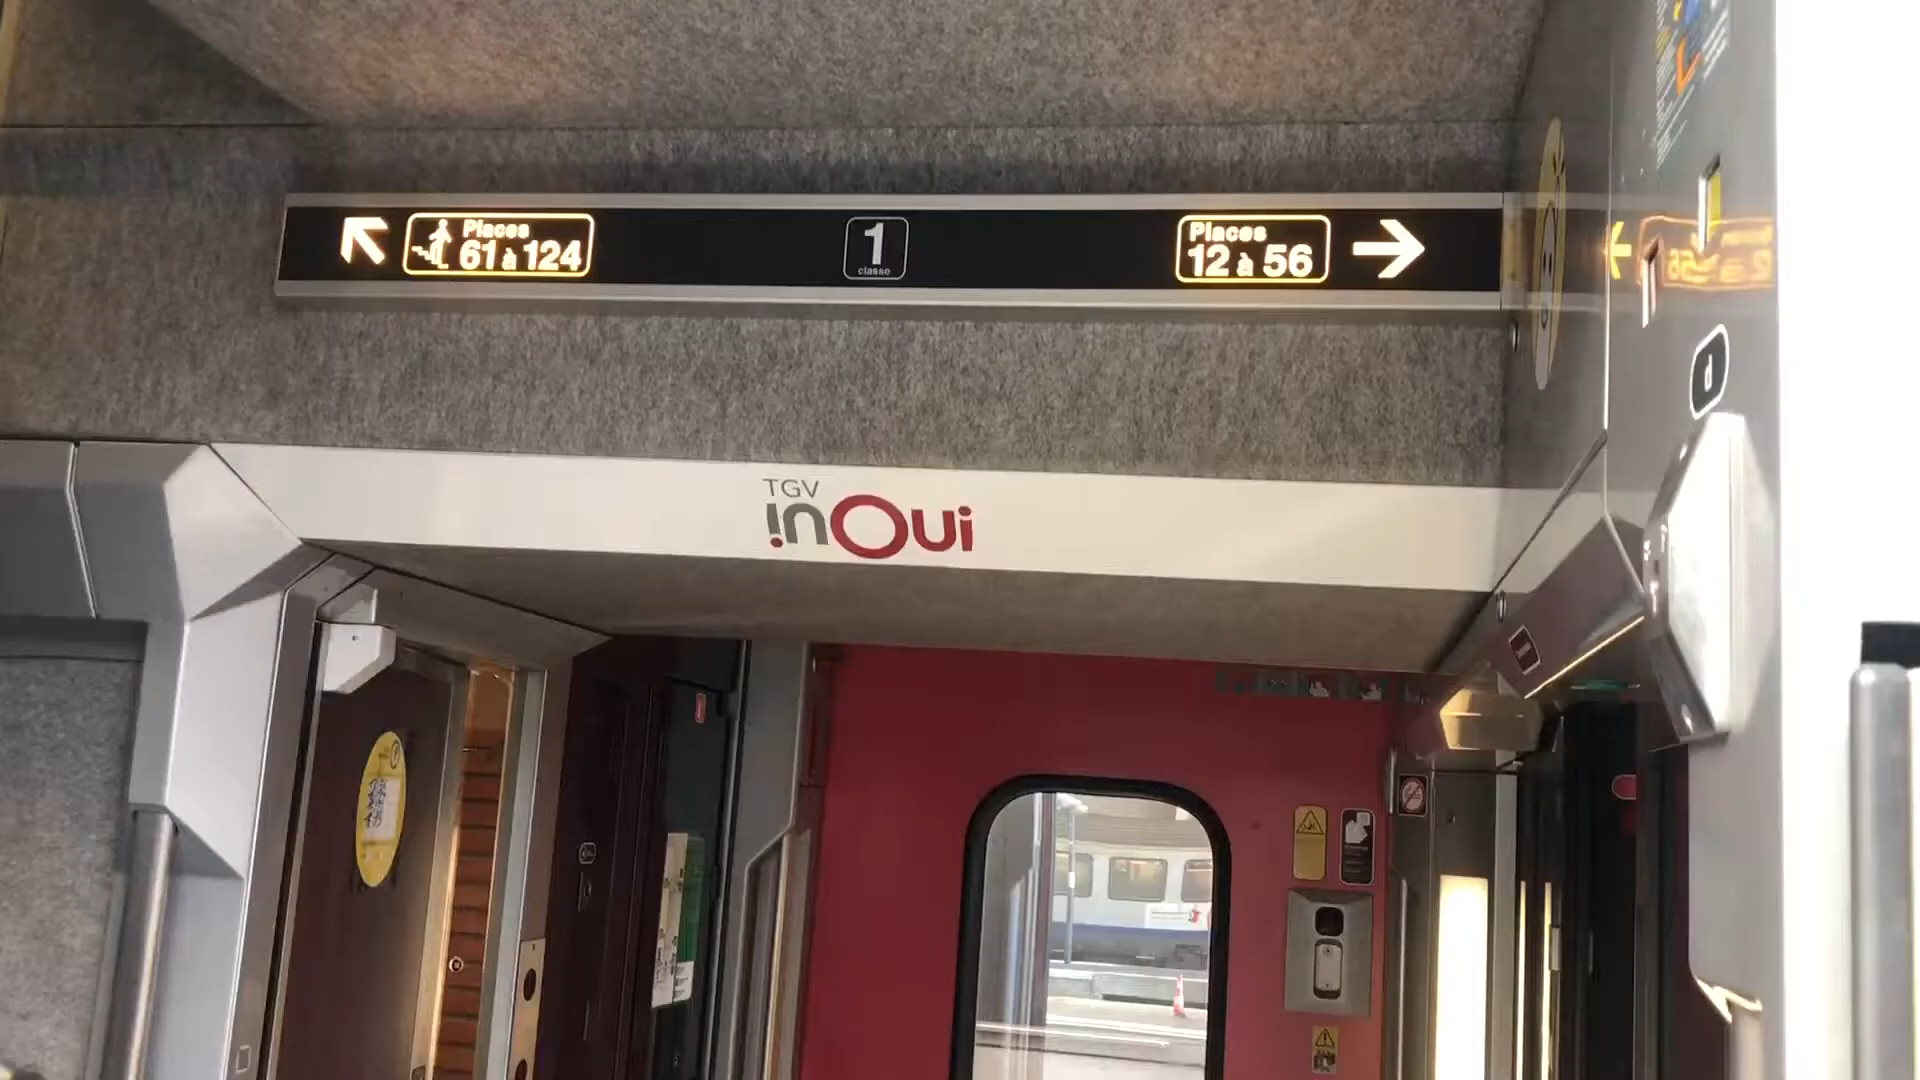 Places
61 à 124
1
classe
Places
12 à 56
TGV
inOui